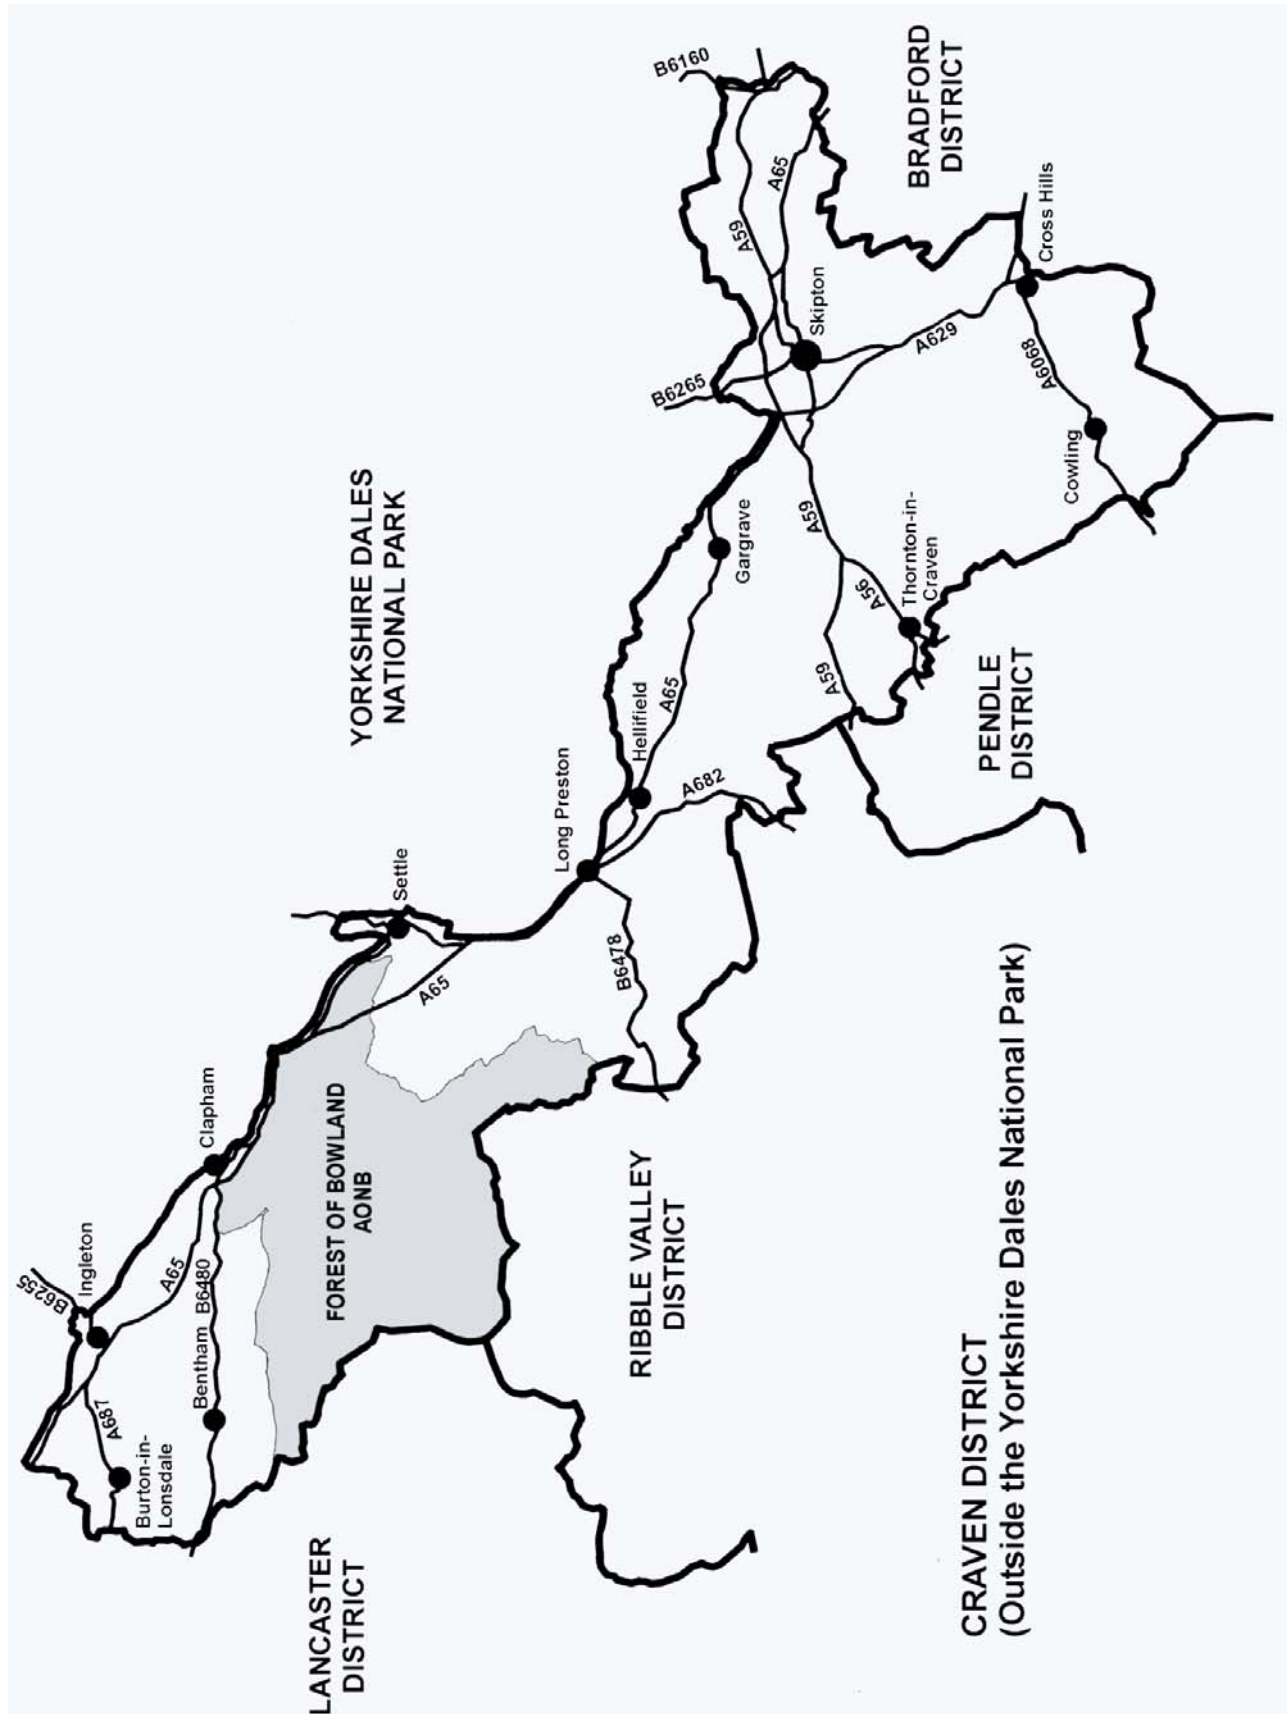 B6255
Ingleton
A65
A687
Burton-in-
Lonsdale
Bentham
B6480
Clapham
LANCASTER
DISTRICT
FOREST OF BOWLAND
AONB
Settle
A65
YORKSHIRE DALES
NATIONAL PARK
Long Preston
Hellifield
B6478
A682
A65
Gargrave
RIBBLE VALLEY
DISTRICT
B6265
B6160
A59
A65
Skipton
A59
A59
A56
Thornton-in-
Craven
A629
Cross Hills
A6068
Cowling
BRADFORD
DISTRICT
PENDLE
DISTRICT
CRAVEN DISTRICT
(Outside the Yorkshire Dales National Park)